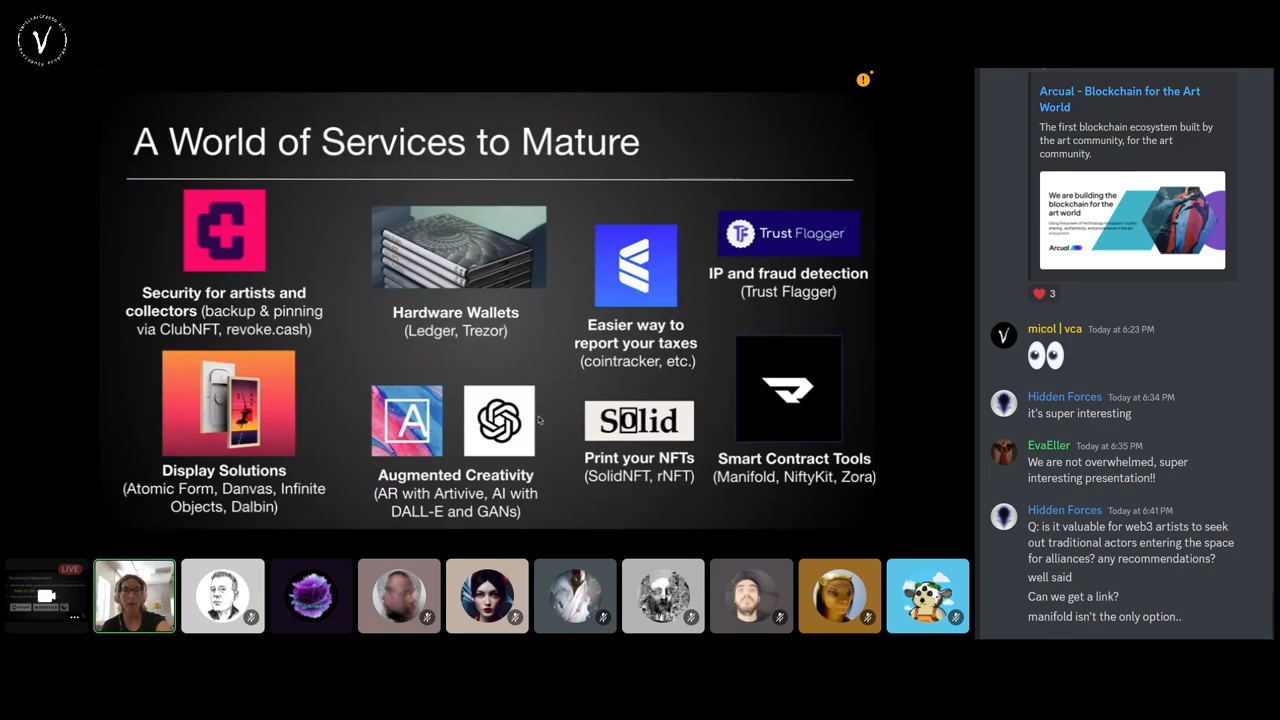 A World of Services to Mature
Security for artists and
collectors (backup & pinning
via ClubNFT, revoke.cash)
Hardware Wallets
(Ledger, Trezor)
Easier way to
report your taxes
(cointracker, etc.)
TF Trust Flagger
IP and fraud detection
(Trust Flagger)
Display Solutions
(Atomic Form, Danvas, Infinite
Objects, Dalbin)
A
Augmented Creativity
(AR with Artivive, AI with
DALL-E and GANs)
Solid
Print your NFTs
(SolidNFT, rNFT)
Smart Contract Tools
(Manifold, NiftyKit, Zora)
LIVE
Arcual - Blockchain for the Art
World
The first blockchain ecosystem built by
the art community, for the art
community.
We are building the
blockchain for the
art world
Arcual
3
micol | vca Today at 6:23 PM
Hidden Forces Today at 6:34 PM
it's super interesting
EvaEller Today at 6:35 PM
We are not overwhelmed, super
interesting presentation!!
Hidden Forces Today at 6:41 PM
Q: is it valuable for web3 artists to seek
out traditional actors entering the space
for alliances? any recommendations?
well said
Can we get a link?
manifold isn't the only option..